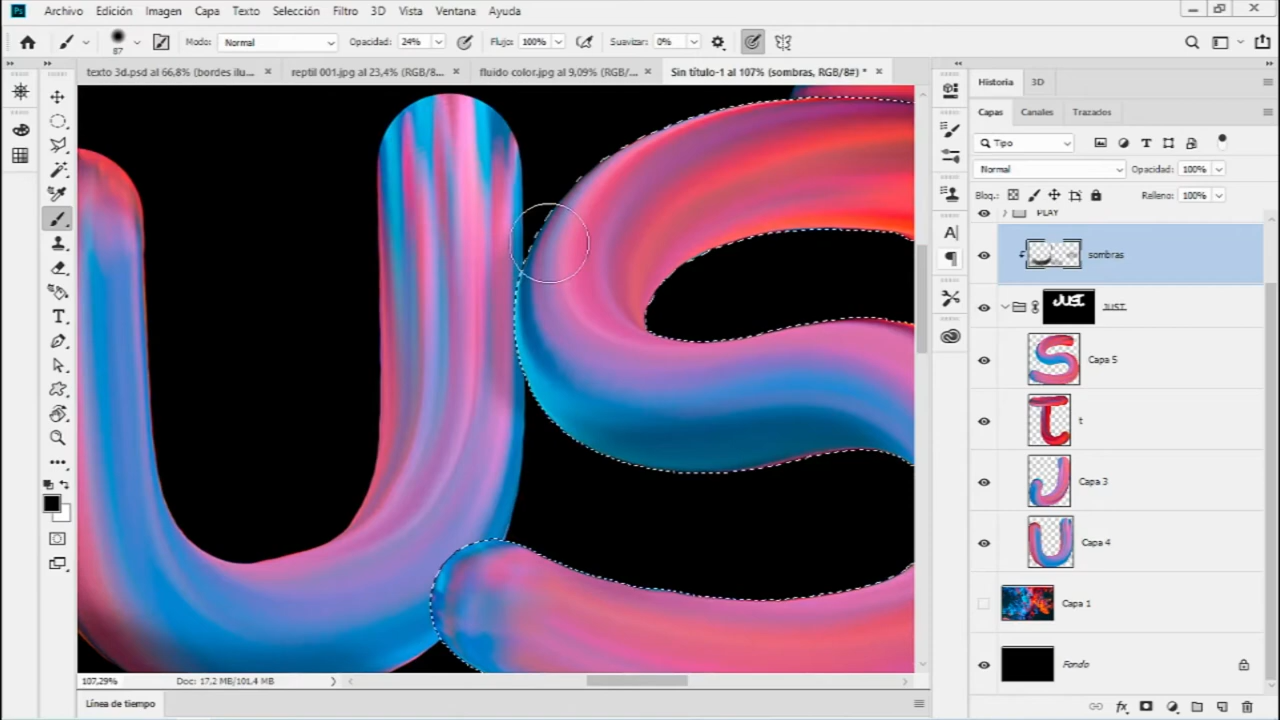 Ps Archivo Edición Imagen Capa Texto Selección Filtro 3D Vista Ventana Ayuda
87 Modo: Normal Opacidad: 24% Flujo: 100% Suavizar: 0%
texto 3d.psd al 66,8% (bordes ilu... × reptil 001.jpg al 23,4% (RGB/8... × fluido color.jpg al 9,09% (RGB/... × Sin título-1 al 107% (sombras, RGB/8#) * ×
Historia 3D
Capas Canales Trazados
Tipo
Normal Opacidad: 100%
Bloq.: Relleno: 100%
PLAY
sombras
JUST JUST
Capa 5
t
Capa 3
Capa 4
Capa 1
Fondo
107,29% Doc: 17,2 MB/101,4 MB
Línea de tiempo